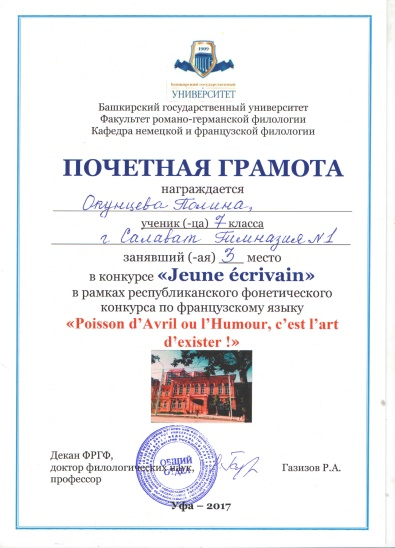 1909
Башкирский государственный
УНИВЕРСИТЕТ
Башкирский государственный университет
Факультет романо-германской филологии
Кафедра немецкой и французской филологии
ПОЧЕТНАЯ ГРАМОТА
награждается
Окунцева Полина,
ученик (-ца) 7 класса
г Салават Гимназия №1
занявший (-ая) 3 место
в конкурсе «Jeune écrivain»
в рамках республиканского фонетического
конкурса по французскому языку
«Poisson d’Avril ou l’Humour, c’est l’art
d’exister !»
Декан ФРГФ,
доктор филологических наук,
профессор
Газизов Р.А.
ОБЩИЙ
ОТДЕЛ
Уфа – 2017